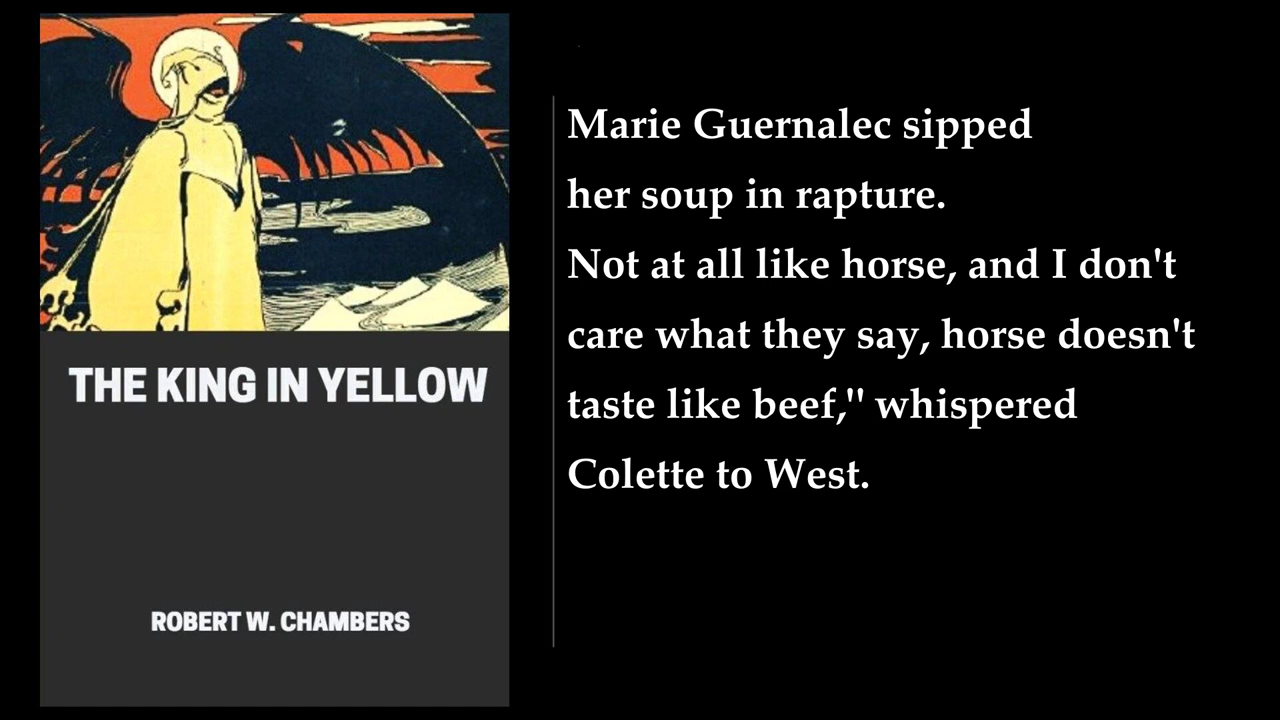 THE KING IN YELLOW
ROBERT W. CHAMBERS
Marie Guernalec sipped
her soup in rapture.
Not at all like horse, and I don't
care what they say, horse doesn't
taste like beef," whispered
Colette to West.